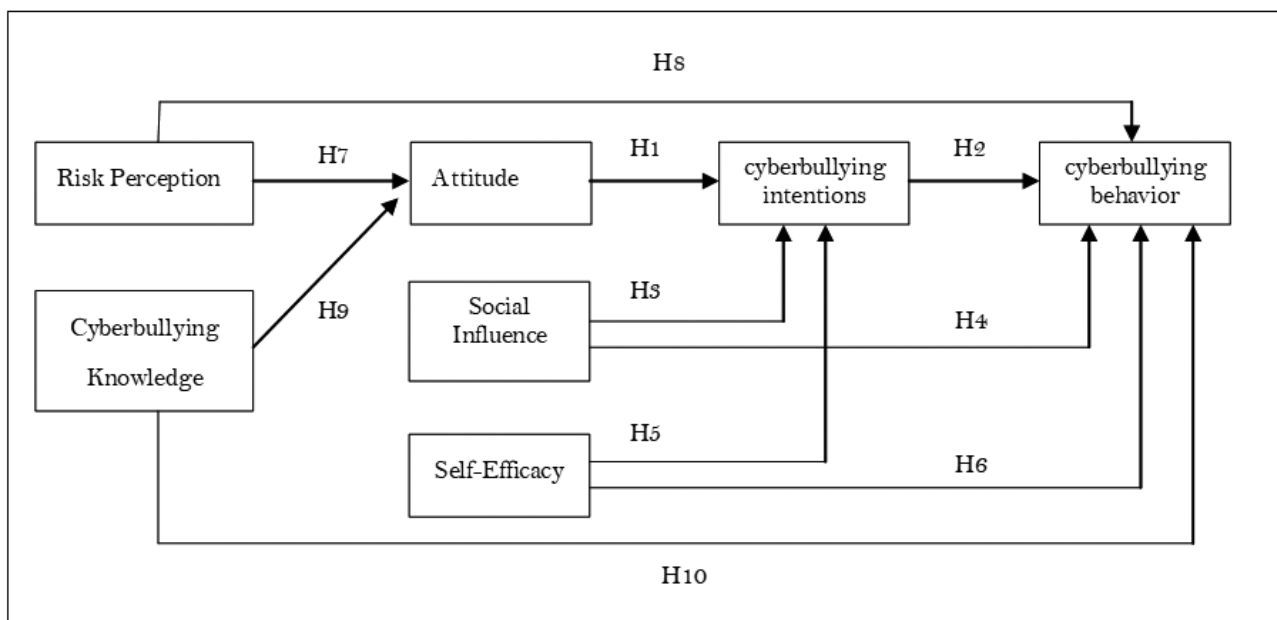 H8
H7
H1
H2
Risk Perception
Attitude
cyberbullying
intentions
cyberbullying
behavior
H9
H3
Social
Influence
H4
Cyberbullying
Knowledge
H5
Self-Efficacy
H6
H10